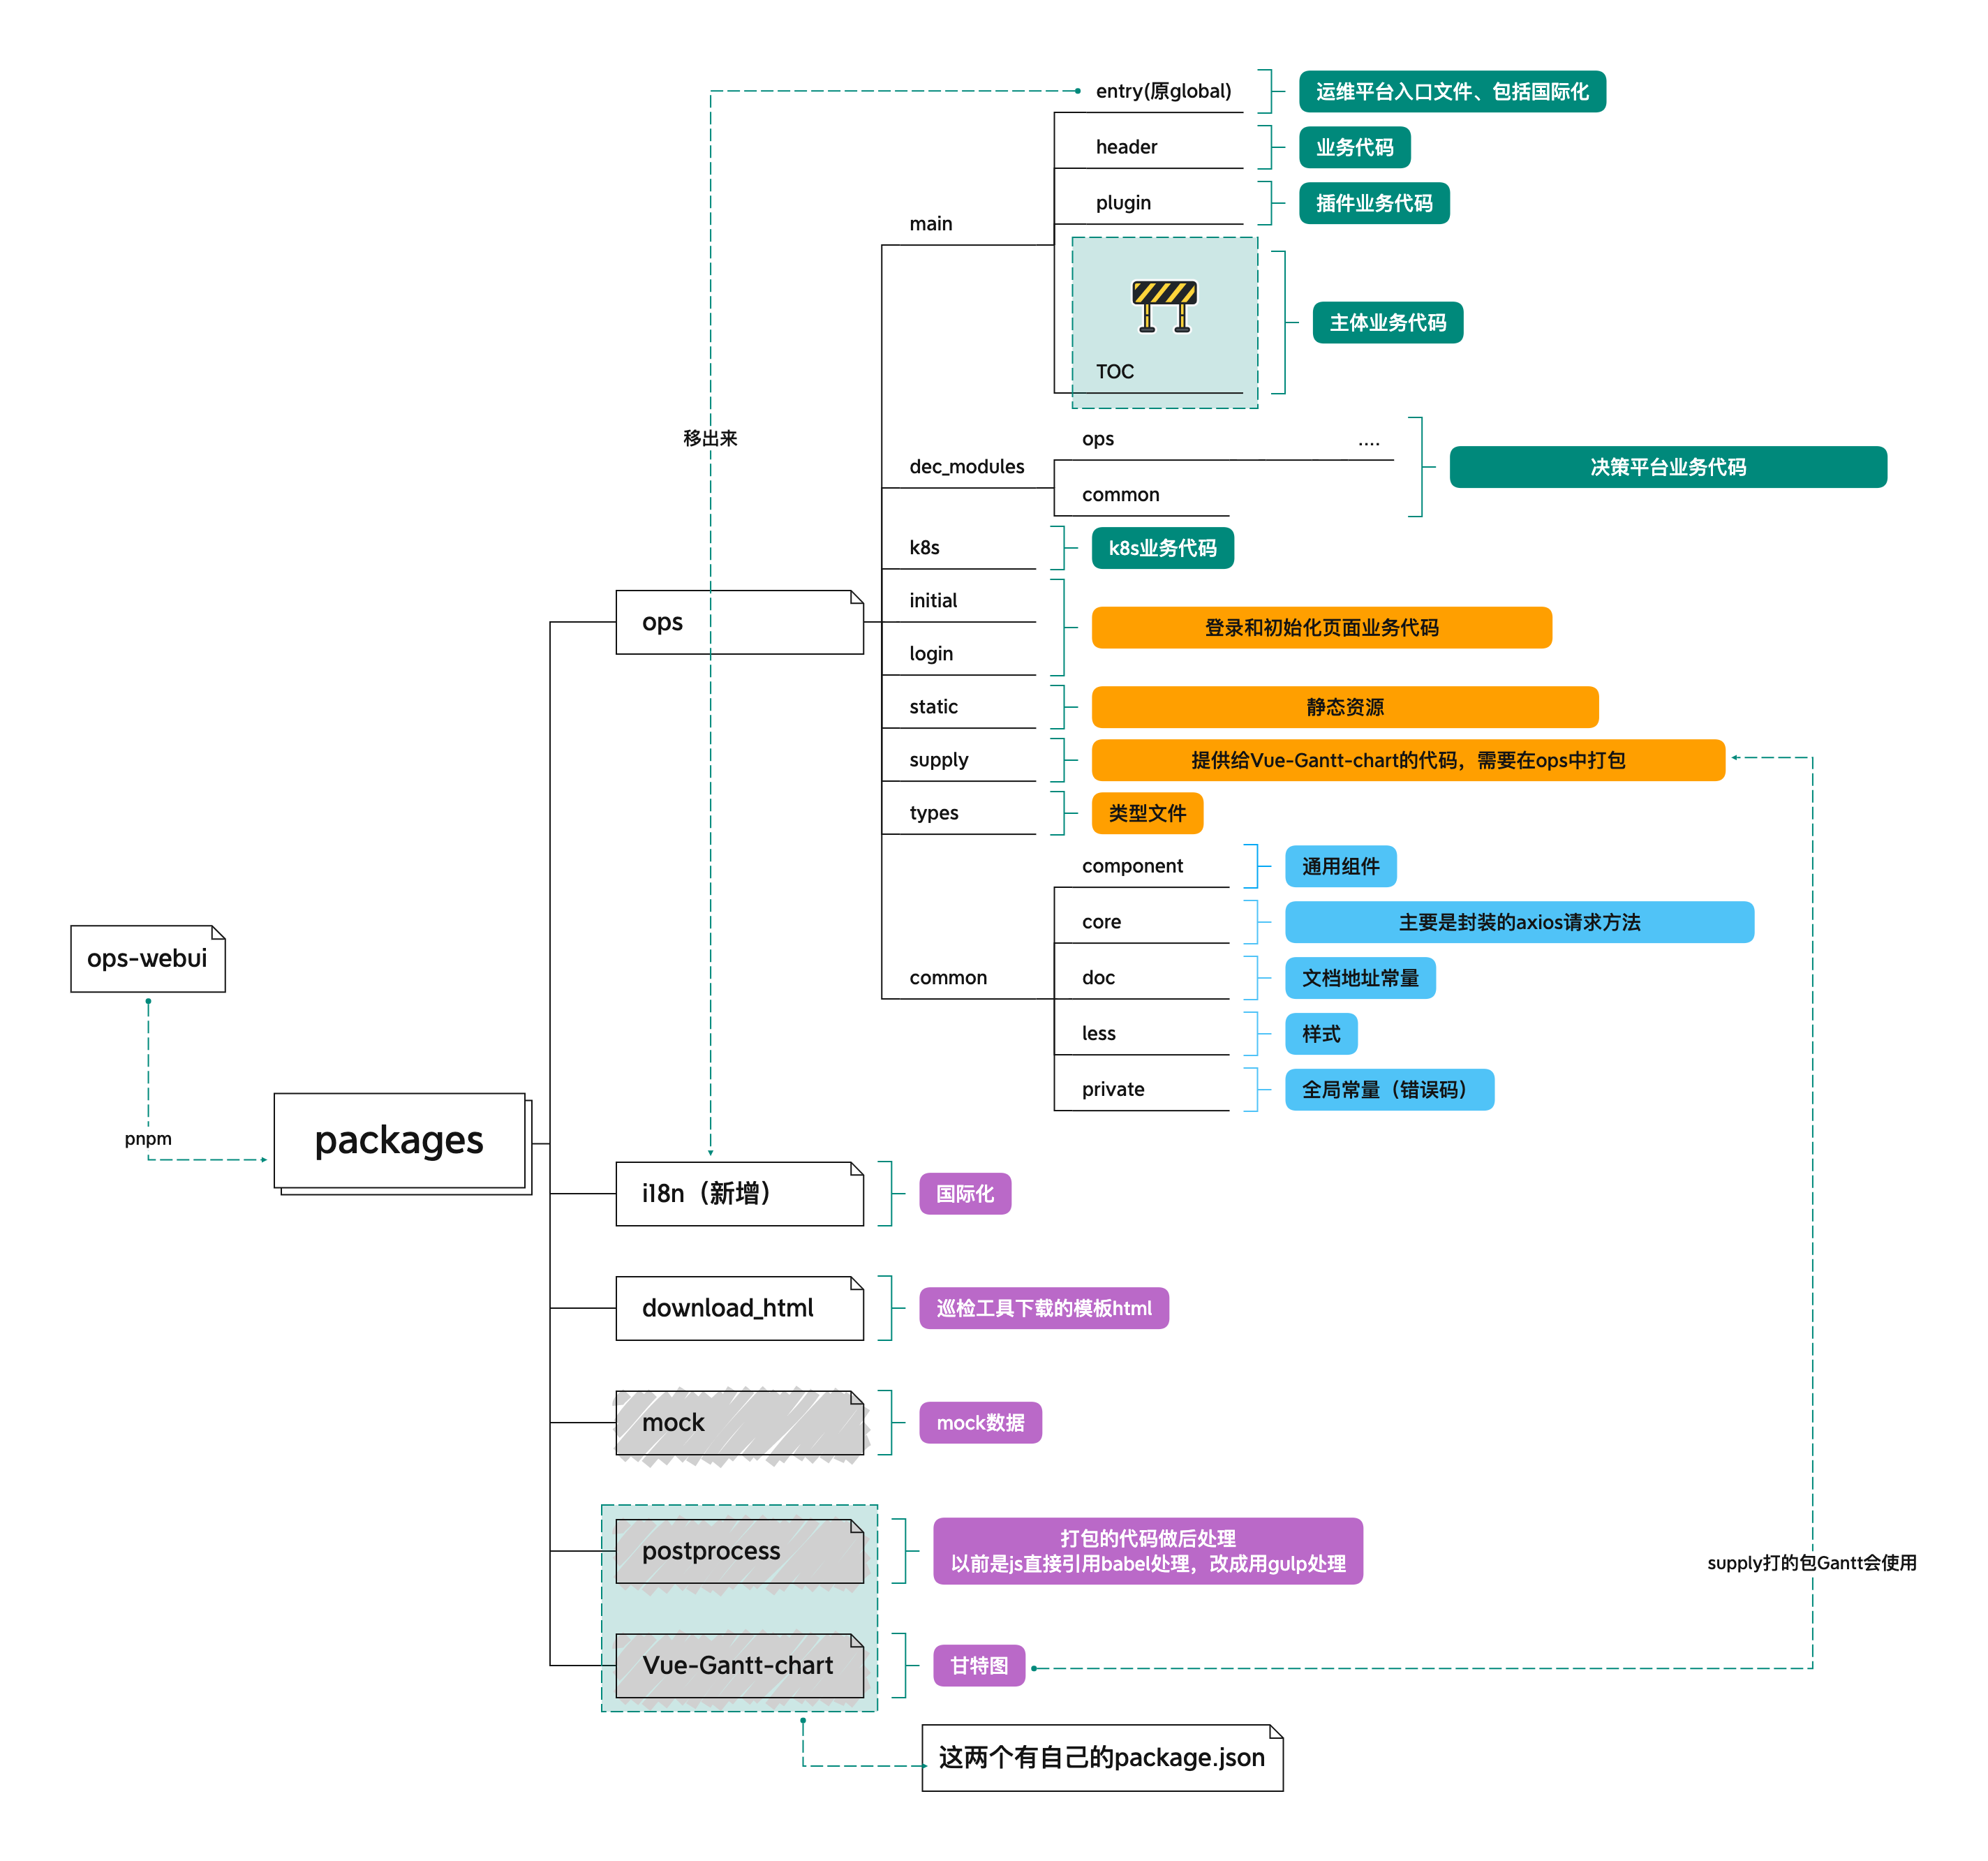 entry(原global)
运维平台入口文件、包括国际化
header
业务代码
plugin
插件业务代码
main
主体业务代码
TOC
移出来
ops
....
dec_modules
决策平台业务代码
common
k8s
k8s业务代码
initial
ops
登录和初始化页面业务代码
login
static
静态资源
supply
提供给Vue-Gantt-chart的代码，需要在ops中打包
types
类型文件
component
通用组件
core
主要是封装的axios请求方法
ops-webui
common
doc
文档地址常量
less
样式
private
全局常量（错误码）
pnpm
packages
i18n（新增）
国际化
download_html
巡检工具下载的模板html
mock
mock数据
postprocess
打包的代码做后处理
以前是js直接引用babel处理，改成用gulp处理
supply打的包Gantt会使用
Vue-Gantt-chart
甘特图
这两个有自己的package.json